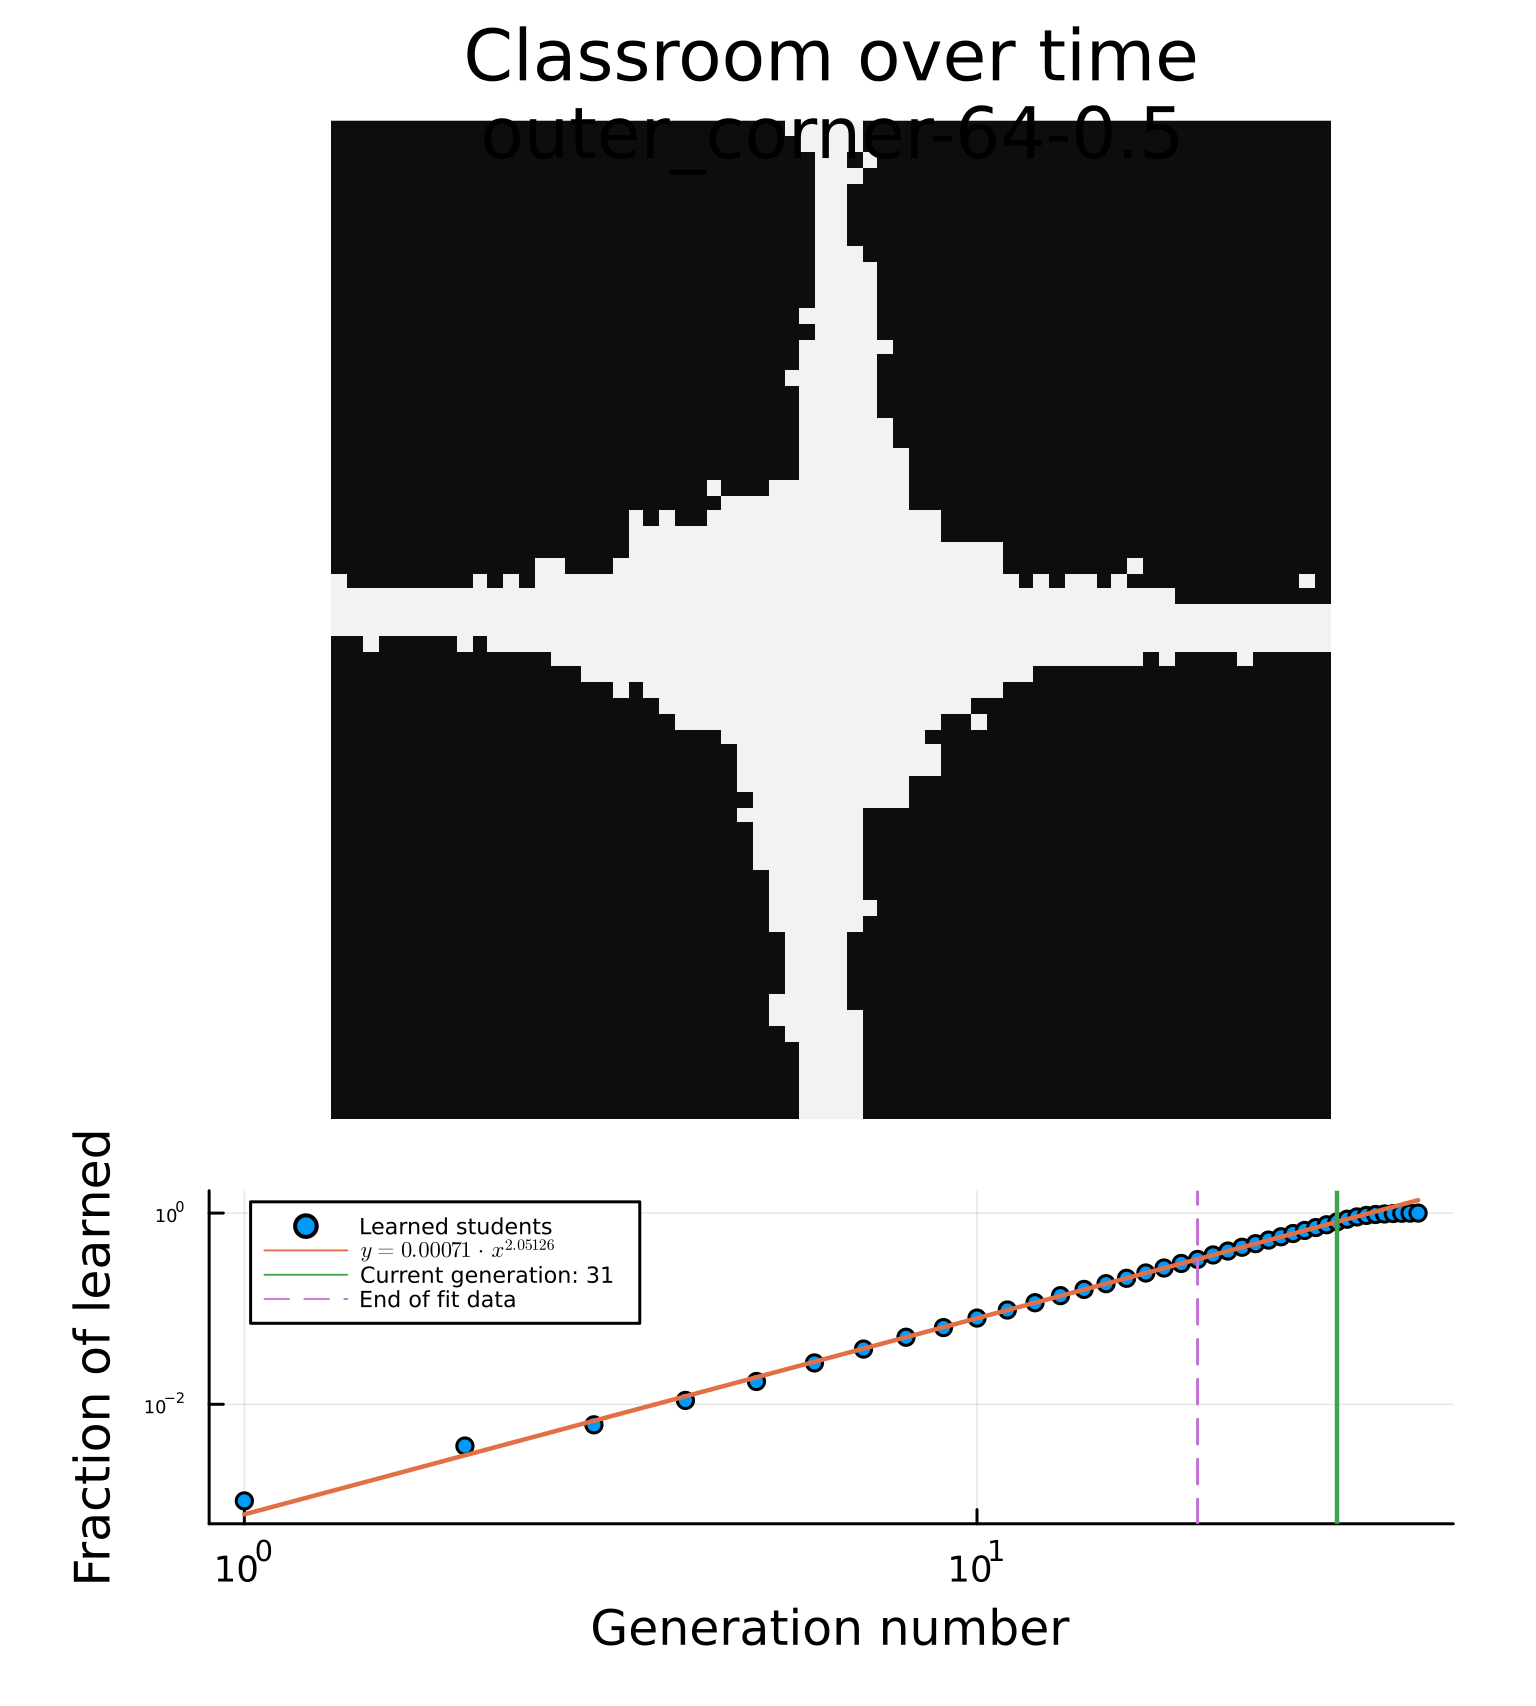 Classroom over time
outer_corner-64-0.5
Fraction of learned
10⁰
10⁻²
Learned students
y = 0.00071 · x^2.05126
Current generation: 31
End of fit data
10⁰
10¹
Generation number